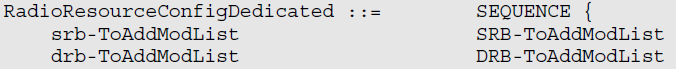 RadioResourceConfigDedicated ::= SEQUENCE {
srb-ToAddModList SRB-ToAddModList
drb-ToAddModList DRB-ToAddModList